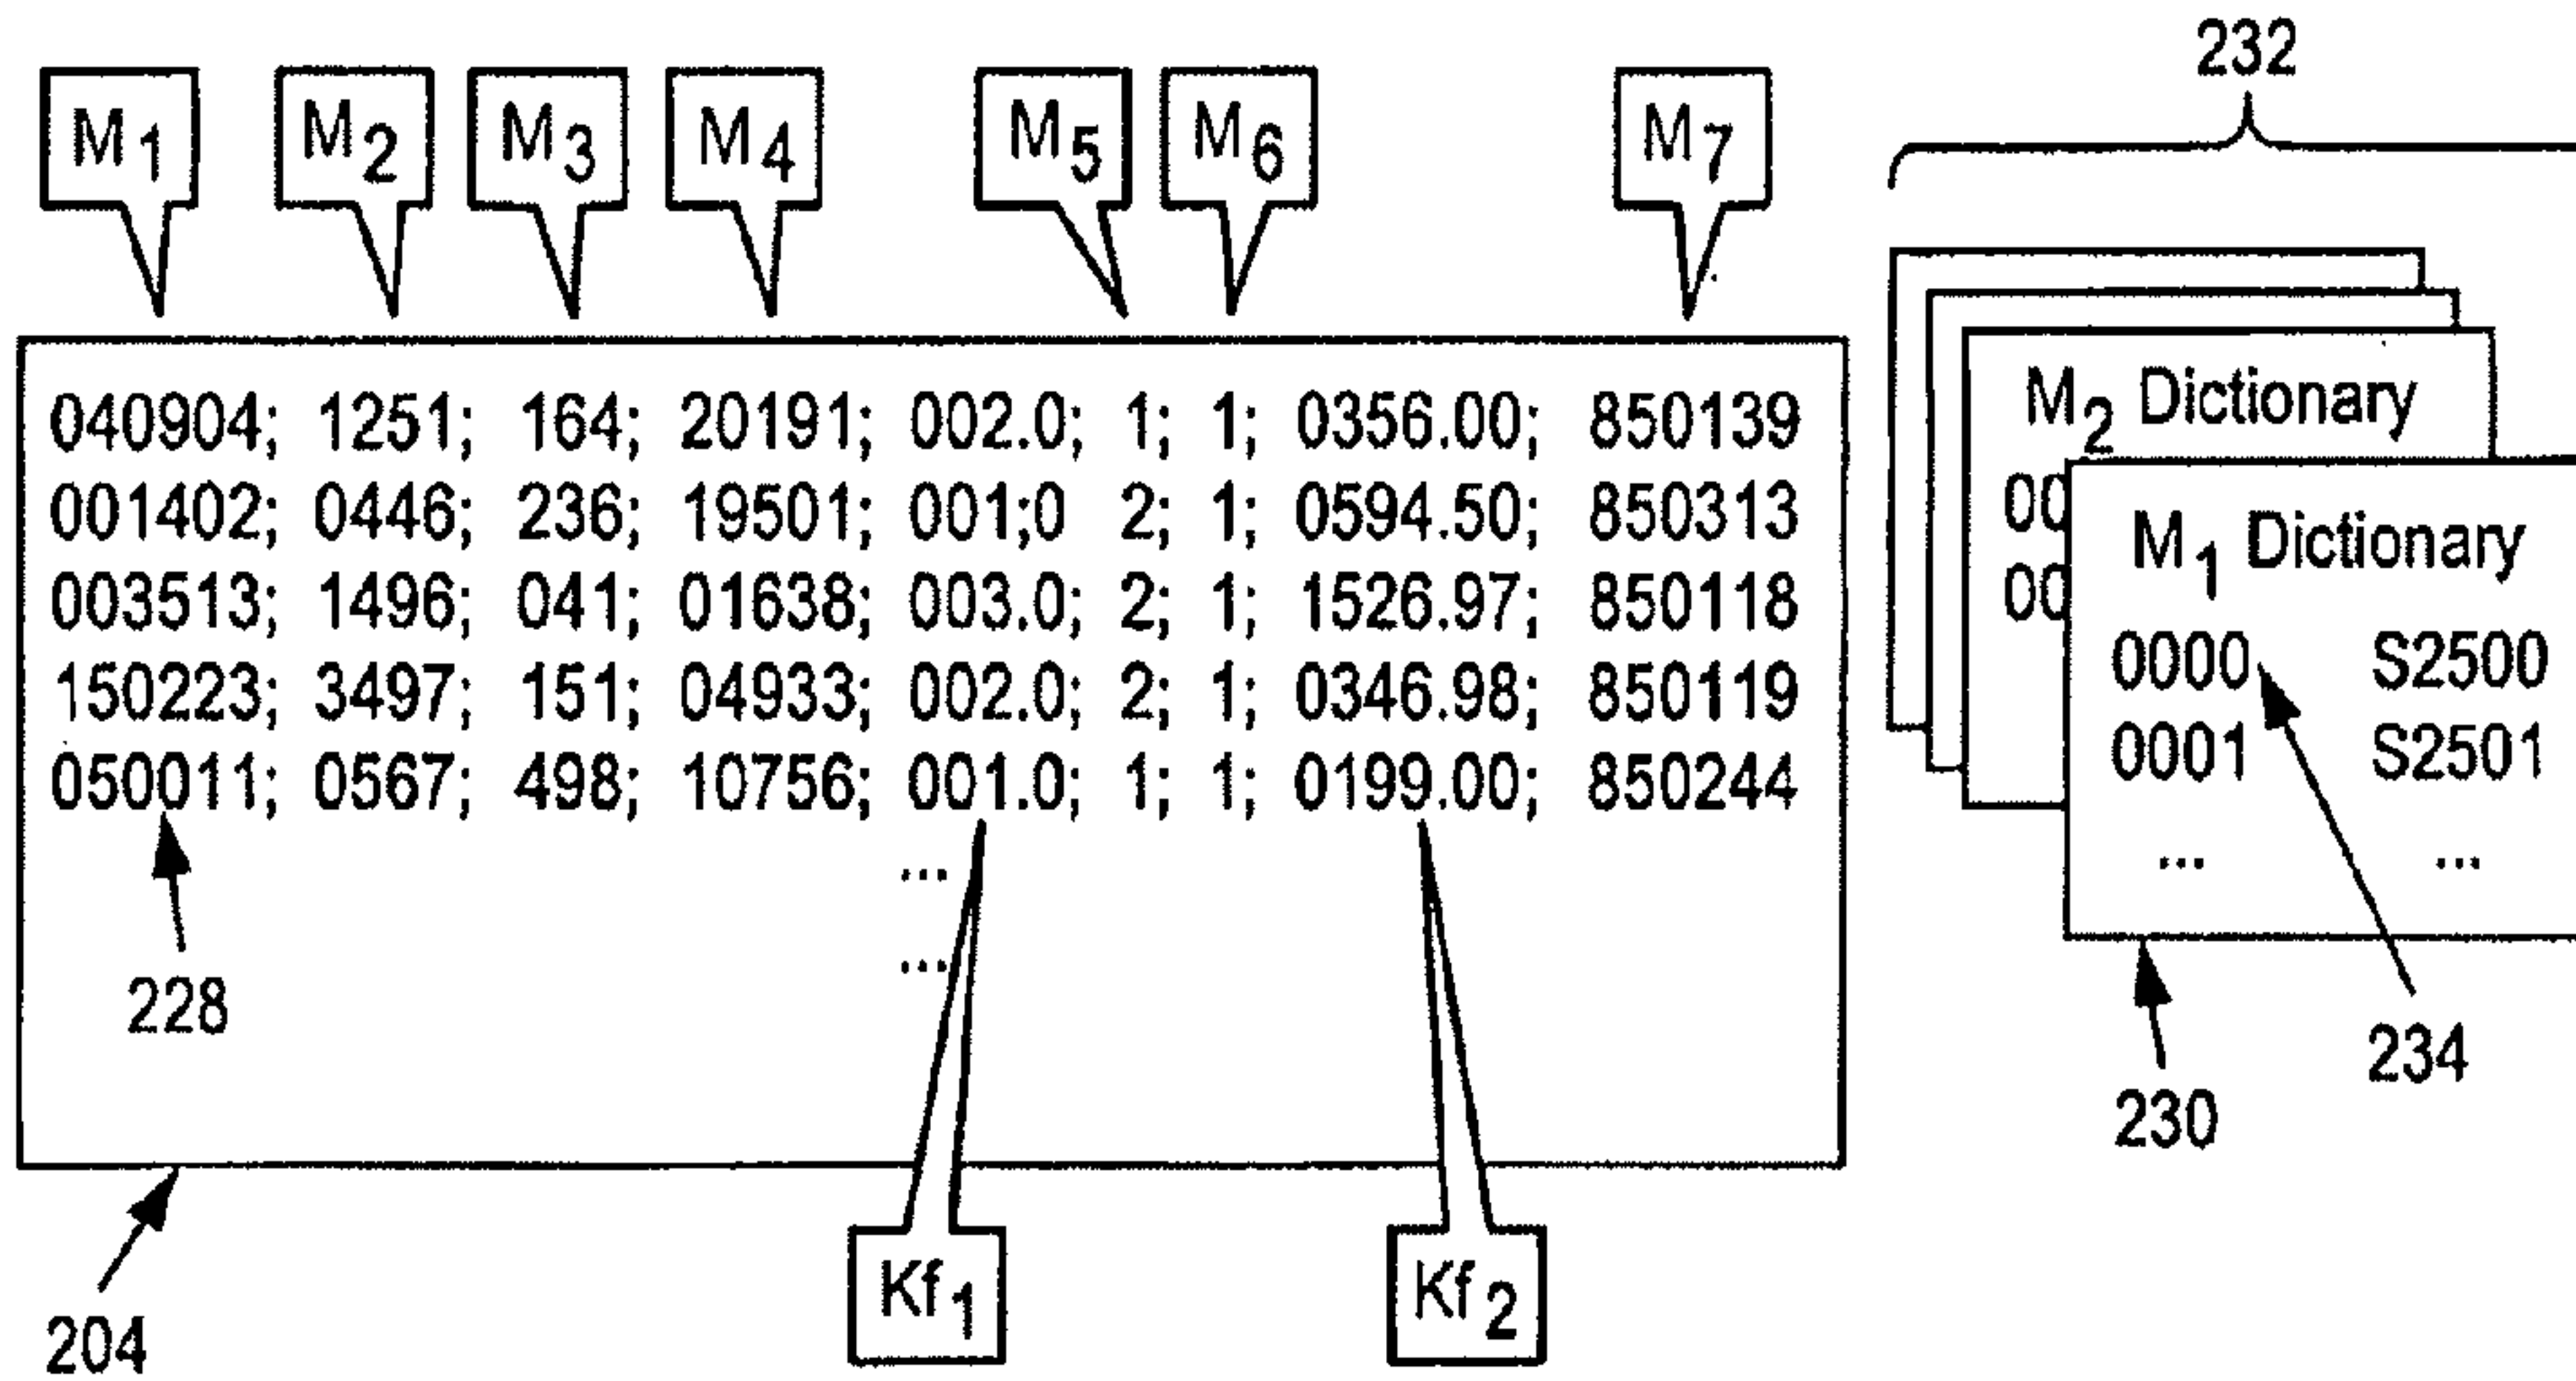 232
M1 M2 M3 M4 M5 M6 M7
040904; 1251; 164; 20191; 002.0; 1; 1; 0356.00; 850139
001402; 0446; 236; 19501; 001;0 2; 1; 0594.50; 850313
003513; 1496; 041; 01638; 003.0; 2; 1; 1526.97; 850118
150223; 3497; 151; 04933; 002.0; 2; 1; 0346.98; 850119
050011; 0567; 498; 10756; 001.0; 1; 1; 0199.00; 850244
...
...
228
204
Kf1 Kf2
M2 Dictionary
00
00
M1 Dictionary
0000 S2500
0001 S2501
... ...
234
230